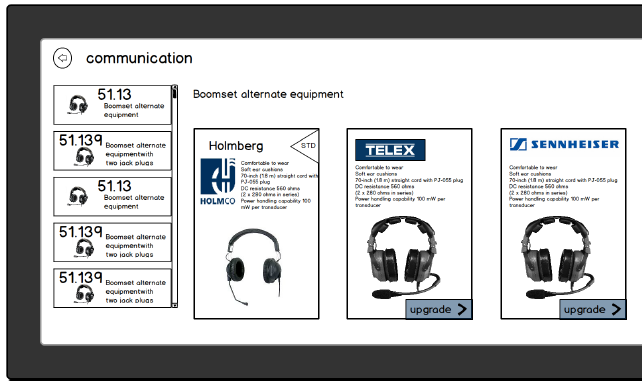 communication
51.13
Boomset alternate
equipment
51.139
Boomset alternate
equipmentwith
two jack plugs
51.13
Boomset alternate
equipment
51.139
Boomset alternate
equipmentwith
two jack plugs
51.139
Boomset alternate
equipmentwith
two jack plugs
Boomset alternate equipment
Holmberg
STD
HOLMCO
Comfortable to wear
Soft ear cushions
70-inch (1.8 m) straight cord with
PJ-055 plug
DC resistance 560 ohms
(2 x 280 ohms in series)
Power handling capability 100
mW per transducer
TELEX
Comfortable to wear
Soft ear cushions
70-inch (1.8 m) straight cord with PJ-055 plug
DC resistance 560 ohms
(2 x 280 ohms in series)
Power handling capability 100 mW per
transducer
upgrade >
SENNHEISER
Comfortable to wear
Soft ear cushions
70-inch (1.8 m) straight cord with PJ-055 plug
DC resistance 560 ohms
(2 x 280 ohms in series)
Power handling capability 100 mW per
transducer
upgrade >